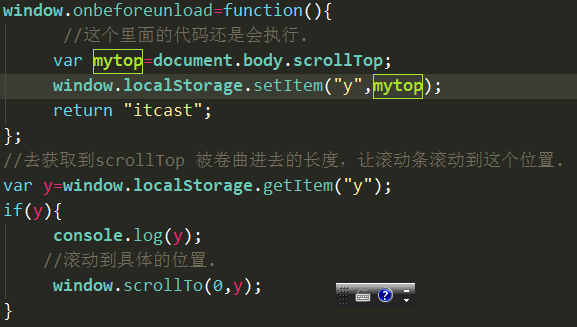 window.onbeforeunload=function(){
//这个里面的代码还是会执行.
var mytop=document.body.scrollTop;
window.localStorage.setItem("y",mytop);
return "itcast";
};
//去获取到scrollTop 被卷曲进去的长度，让滚动条滚动到这个位置.
var y=window.localStorage.getItem("y");
if(y){
console.log(y);
//滚动到具体的位置.
window.scrollTo(0,y);
}